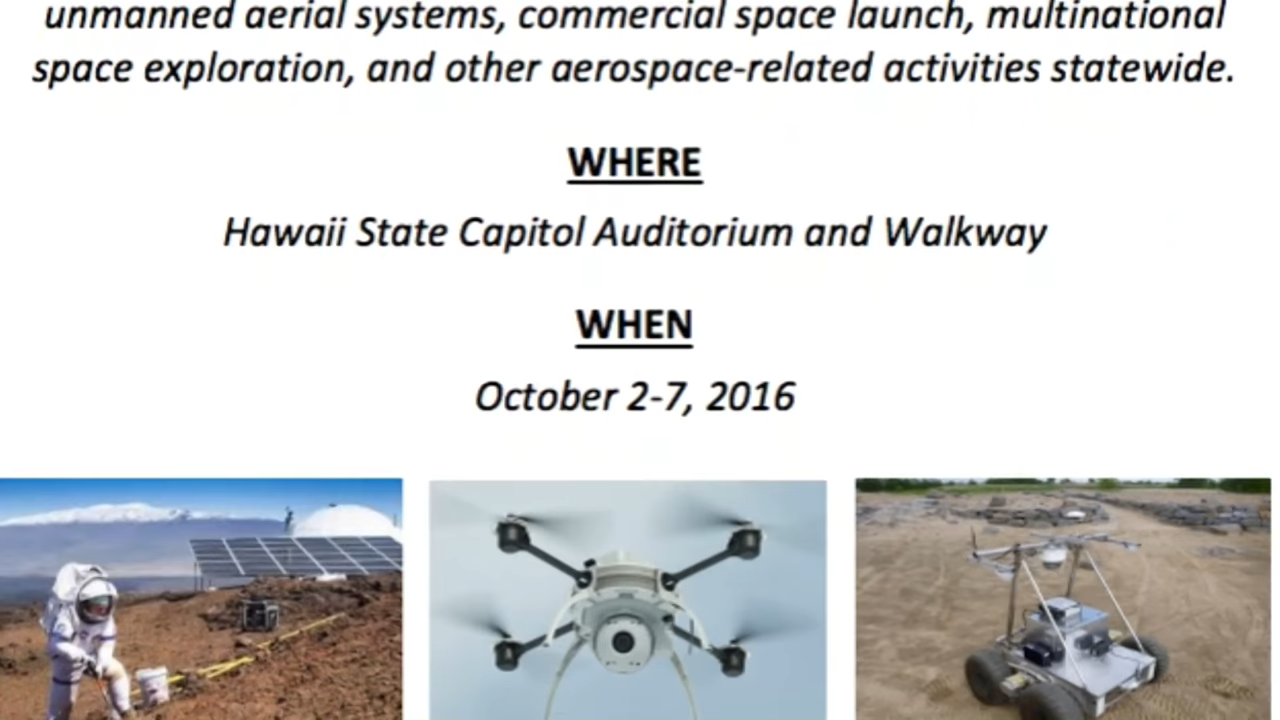 unmanned aerial systems, commercial space launch, multinational
space exploration, and other aerospace-related activities statewide.
WHERE
Hawaii State Capitol Auditorium and Walkway
WHEN
October 2-7, 2016